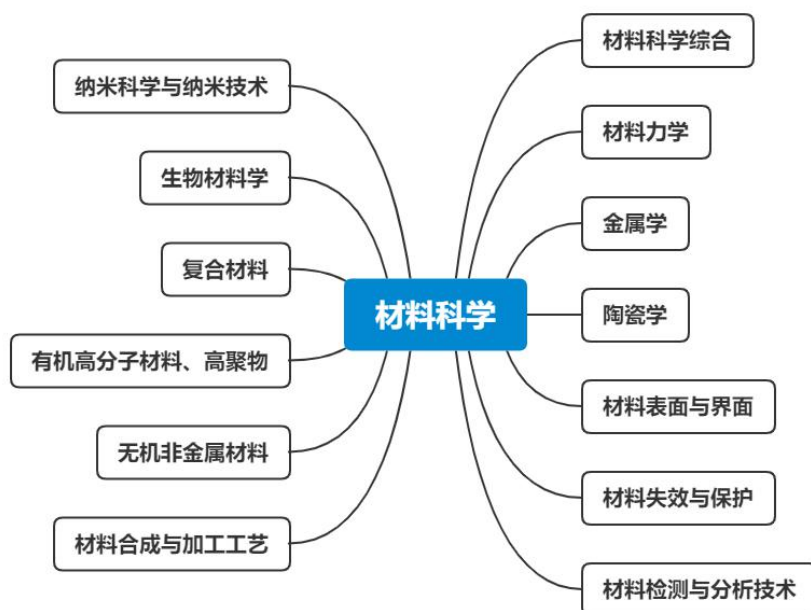 材料科学
材料科学综合
材料力学
金属学
陶瓷学
材料表面与界面
材料失效与保护
材料检测与分析技术
纳米科学与纳米技术
生物材料学
复合材料
有机高分子材料、高聚物
无机非金属材料
材料合成与加工工艺